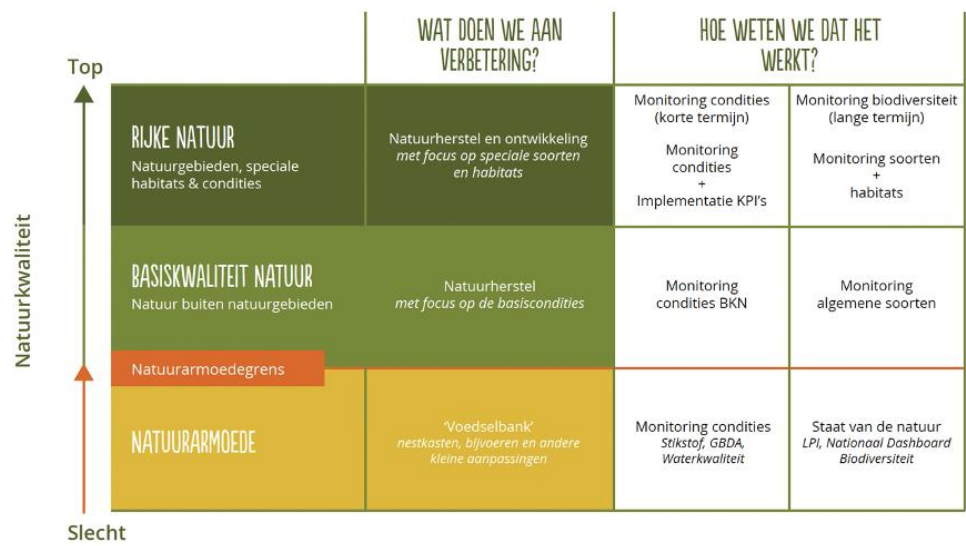 WAT DOEN WE AAN
VERBETERING?
HOE WETEN WE DAT HET
WERKT?
Top
Natuurkwaliteit
RIJKE NATUUR
Natuurgebieden, speciale
habitats & condities
Natuurherstel en ontwikkeling
met focus op speciale soorten
en habitats
Monitoring condities
(korte termijn)
Monitoring
condities
+
Implementatie KPI's
Monitoring biodiversiteit
(lange termijn)
Monitoring soorten
+
habitats
BASISKWALITEIT NATUUR
Natuur buiten natuurgebieden
Natuurherstel
met focus op de basiscondities
Monitoring
condities BKN
Monitoring
algemene soorten
Natuurarmoedegrens
NATUURARMOEDE
‘Voedselbank’
nestkasten, bijvoeren en andere
kleine aanpassingen
Monitoring condities
Stikstof, GBDA,
Waterkwaliteit
Staat van de natuur
LPI, Nationaal Dashboard
Biodiversiteit
Slecht